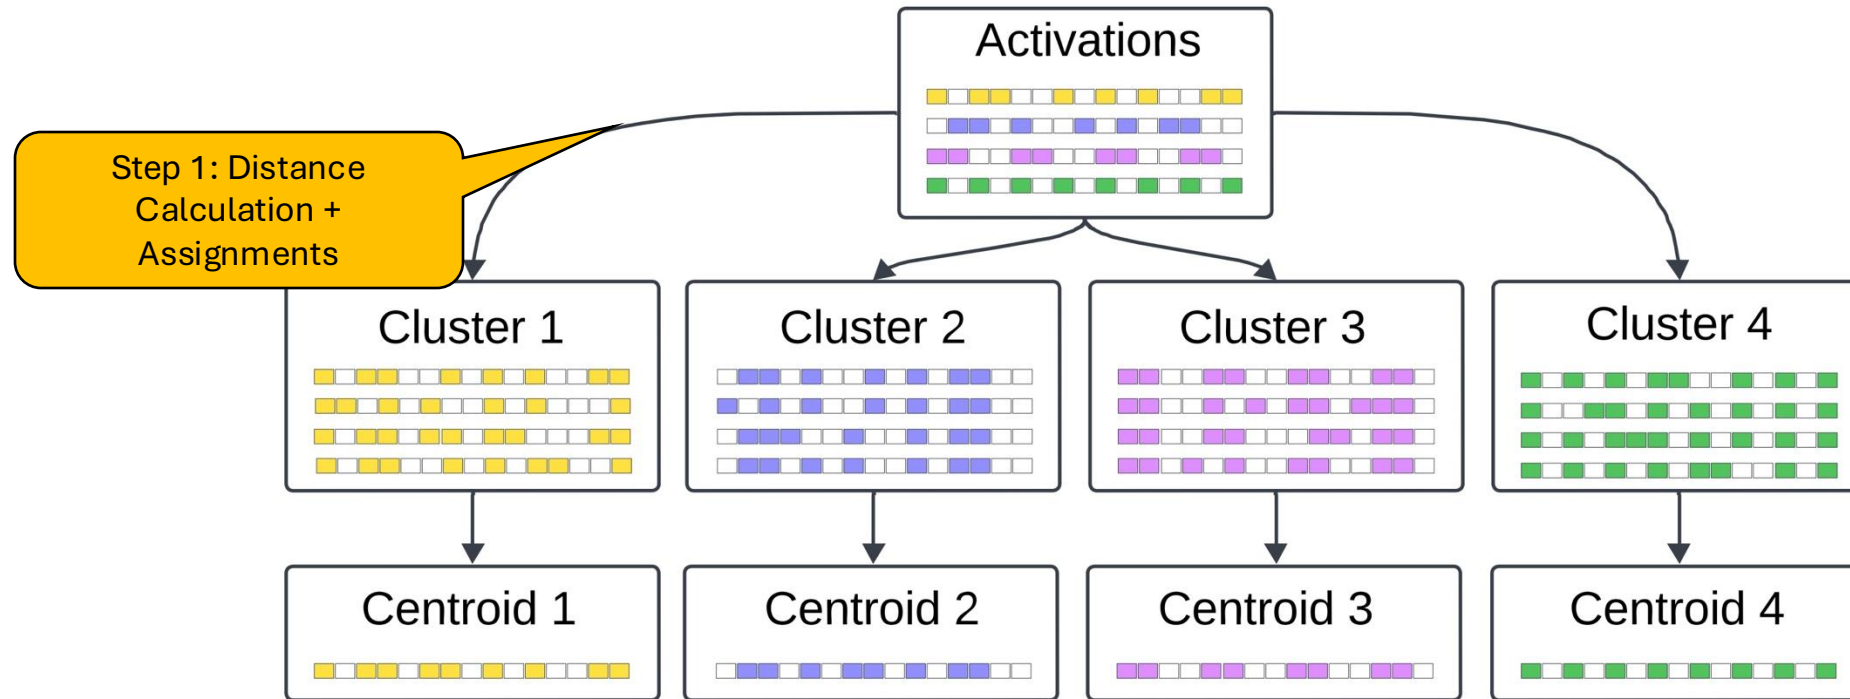 Activations
Step 1: Distance
Calculation +
Assignments
Cluster 1
Cluster 2
Cluster 3
Cluster 4
Centroid 1
Centroid 2
Centroid 3
Centroid 4